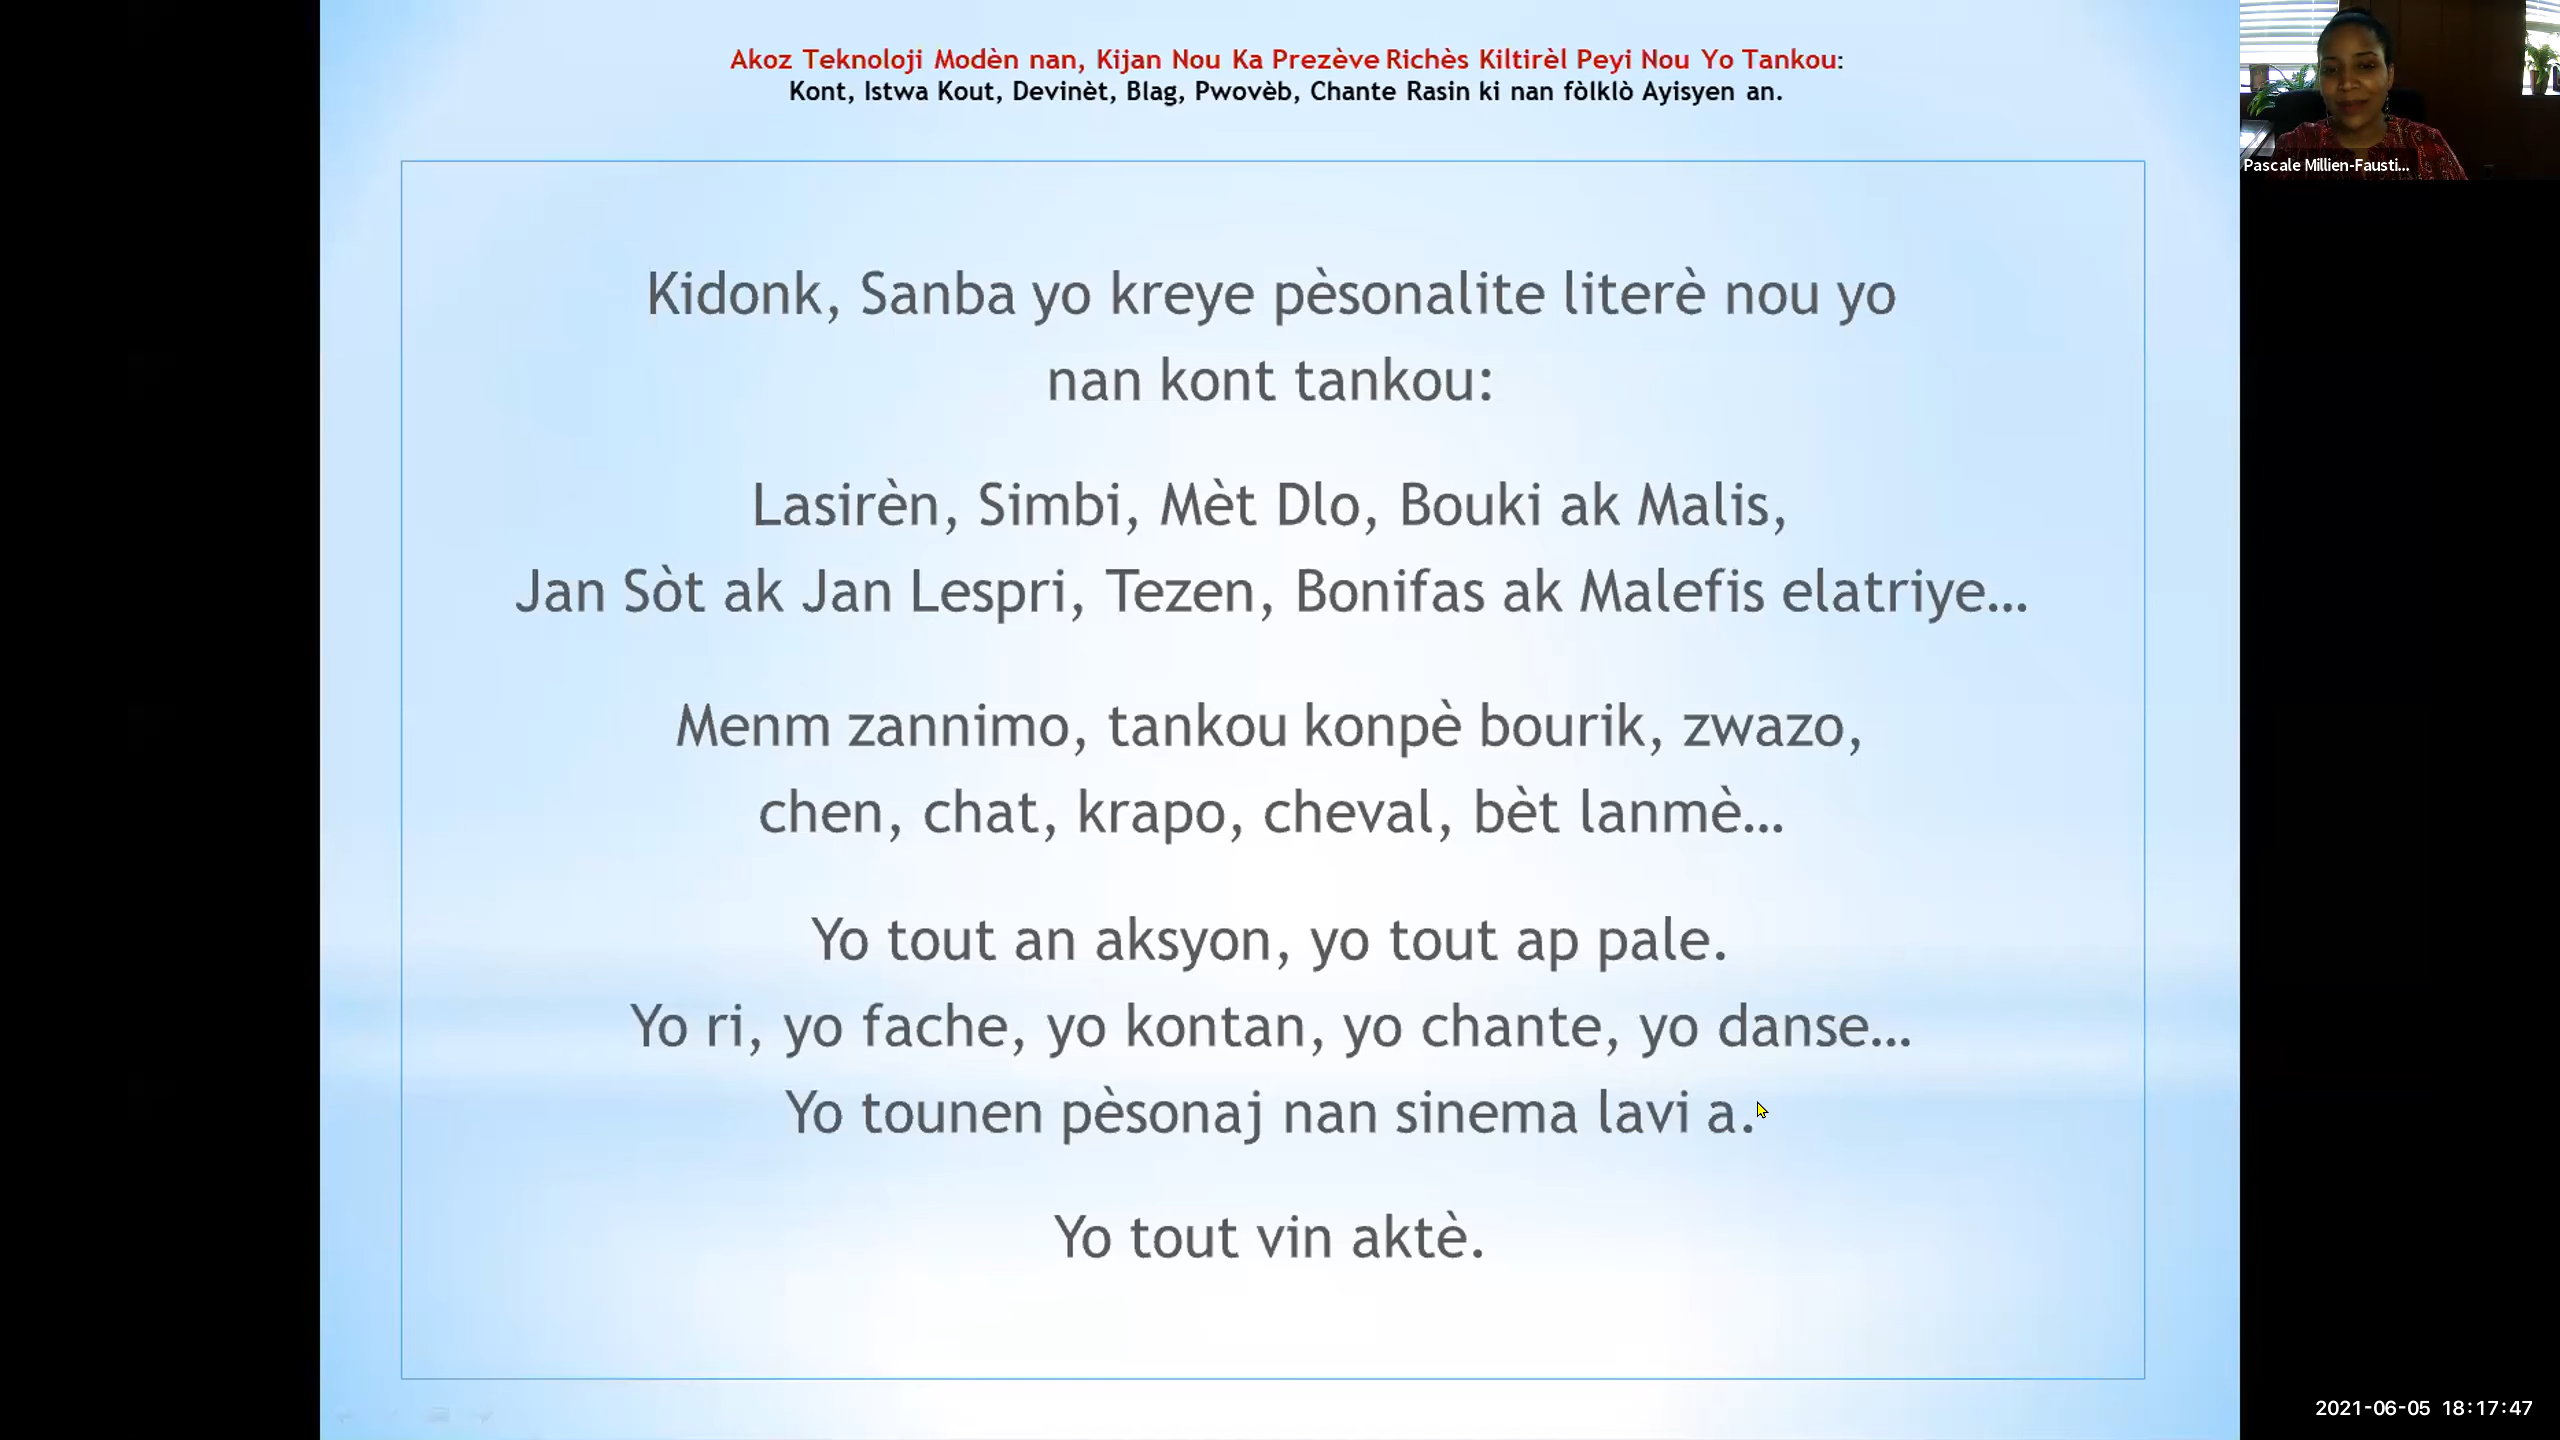 Akoz Teknoloji Modèn nan, Kijan Nou Ka Prezève Richès Kiltirèl Peyi Nou Yo Tankou:
Kont, Istwa Kout, Devinèt, Blag, Pwovèb, Chante Rasin ki nan fòlklò Ayisyen an.
Pascale Millien-Fausti...
Kidonk, Sanba yo kreye pèsonalite literè nou yo
nan kont tankou:
Lasirèn, Simbi, Mèt Dlo, Bouki ak Malis,
Jan Sòt ak Jan Lespri, Tezen, Bonifas ak Malefis elatriye...
Menm zannimo, tankou konpè bourik, zwazo,
chen, chat, krapo, cheval, bèt lanmè...
Yo tout an aksyon, yo tout ap pale.
Yo ri, yo fache, yo kontan, yo chante, yo danse...
Yo tounen pèsonaj nan sinema lavi a.
Yo tout vin aktè.
2021-06-05 18:17:47